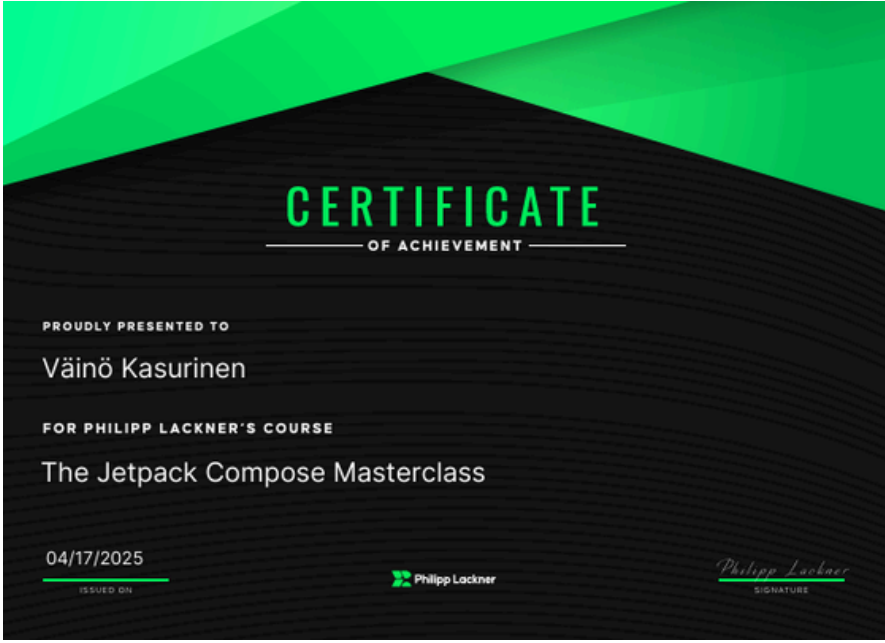 CERTIFICATE
OF ACHIEVEMENT
PROUDLY PRESENTED TO
Väinö Kasurinen
FOR PHILIPP LACKNER'S COURSE
The Jetpack Compose Masterclass
04/17/2025
ISSUED ON
Philipp Lackner
Philipp Lackner
SIGNATURE